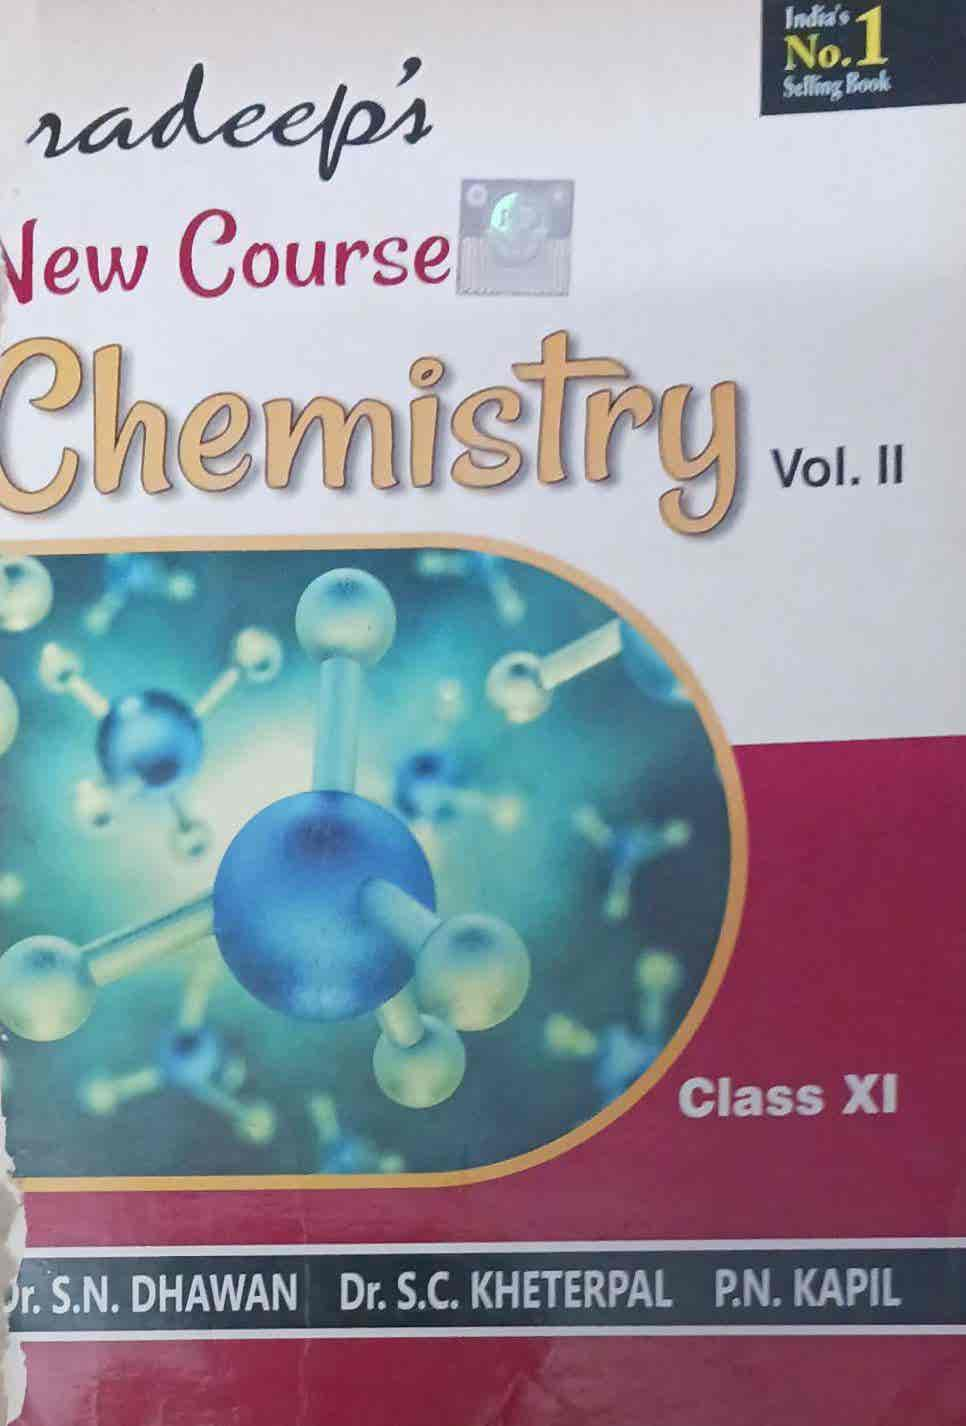 India's
No.1
Selling Book
radeep's
New Course
Chemistry
Vol. II
Class XI
Dr. S.N. DHAWAN Dr. S.C. KHETERPAL P.N. KAPIL